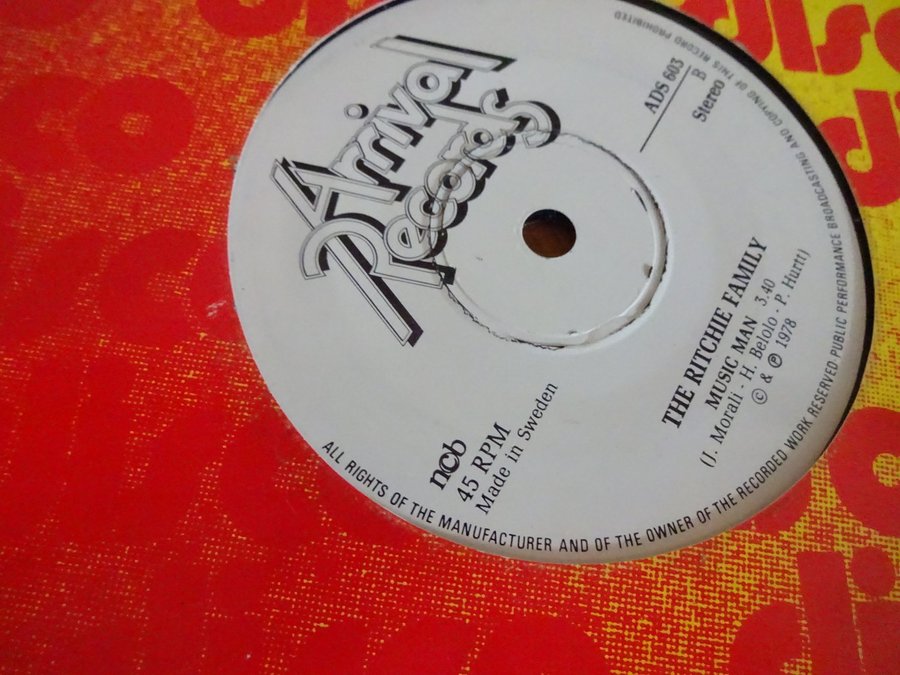 Arrival
Records
ADS 603
B
Stereo
THE RITCHIE FAMILY
MUSIC MAN 3.40
(J. Morali - H. Belolo - P. Hurtt)
© & ℗ 1978
ncb
45 RPM
Made in Sweden
ALL RIGHTS OF THE MANUFACTURER AND OF THE OWNER OF THE RECORDED WORK RESERVED PUBLIC PERFORMANCE BROADCASTING AND COPYING OF THIS RECORD PROHIBITED
disco